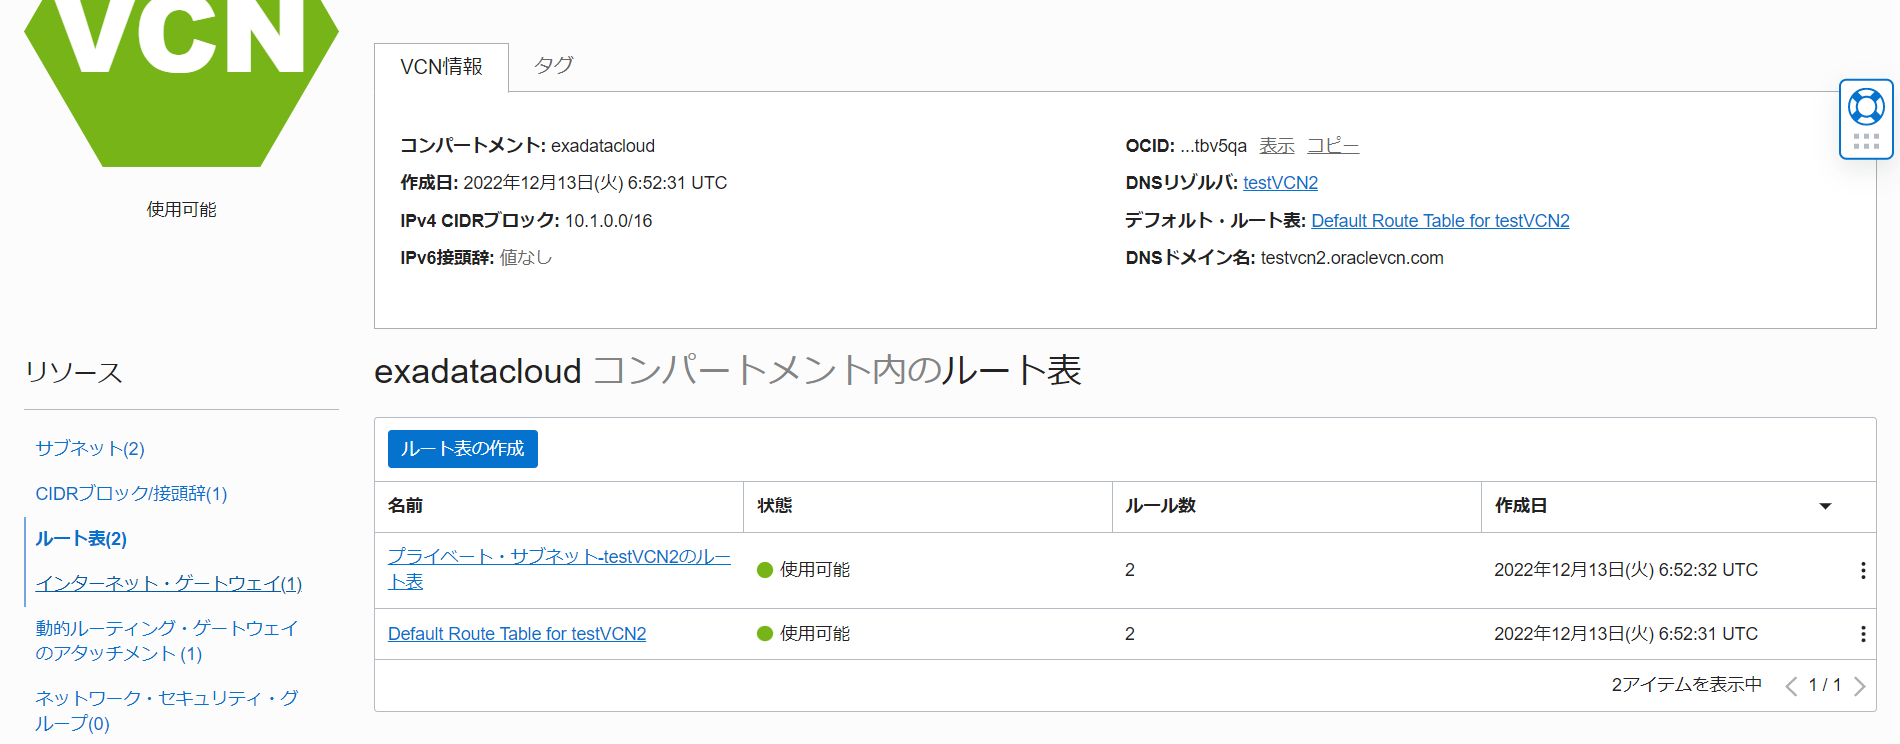 VCN
使用可能
VCN情報
タグ
コンパートメント: exadatacloud
作成日: 2022年12月13日(火) 6:52:31 UTC
IPv4 CIDRブロック: 10.1.0.0/16
IPv6接頭辞: 値なし
OCID: ...tbv5qa 表示 コピー
DNSリゾルバ: testVCN2
デフォルト・ルート表: Default Route Table for testVCN2
DNSドメイン名: testvcn2.oraclevcn.com
リソース
サブネット(2)
CIDRブロック/接頭辞(1)
ルート表(2)
インターネット・ゲートウェイ(1)
動的ルーティング・ゲートウェイ
のアタッチメント (1)
ネットワーク・セキュリティ・グ
ループ(0)
exadatacloud コンパートメント内のルート表
ルート表の作成
名前 状態 ルール数 作成日
プライベート・サブネット-testVCN2のルー
ト表
使用可能 2 2022年12月13日(火) 6:52:32 UTC
Default Route Table for testVCN2 使用可能 2 2022年12月13日(火) 6:52:31 UTC
2アイテムを表示中 1 / 1